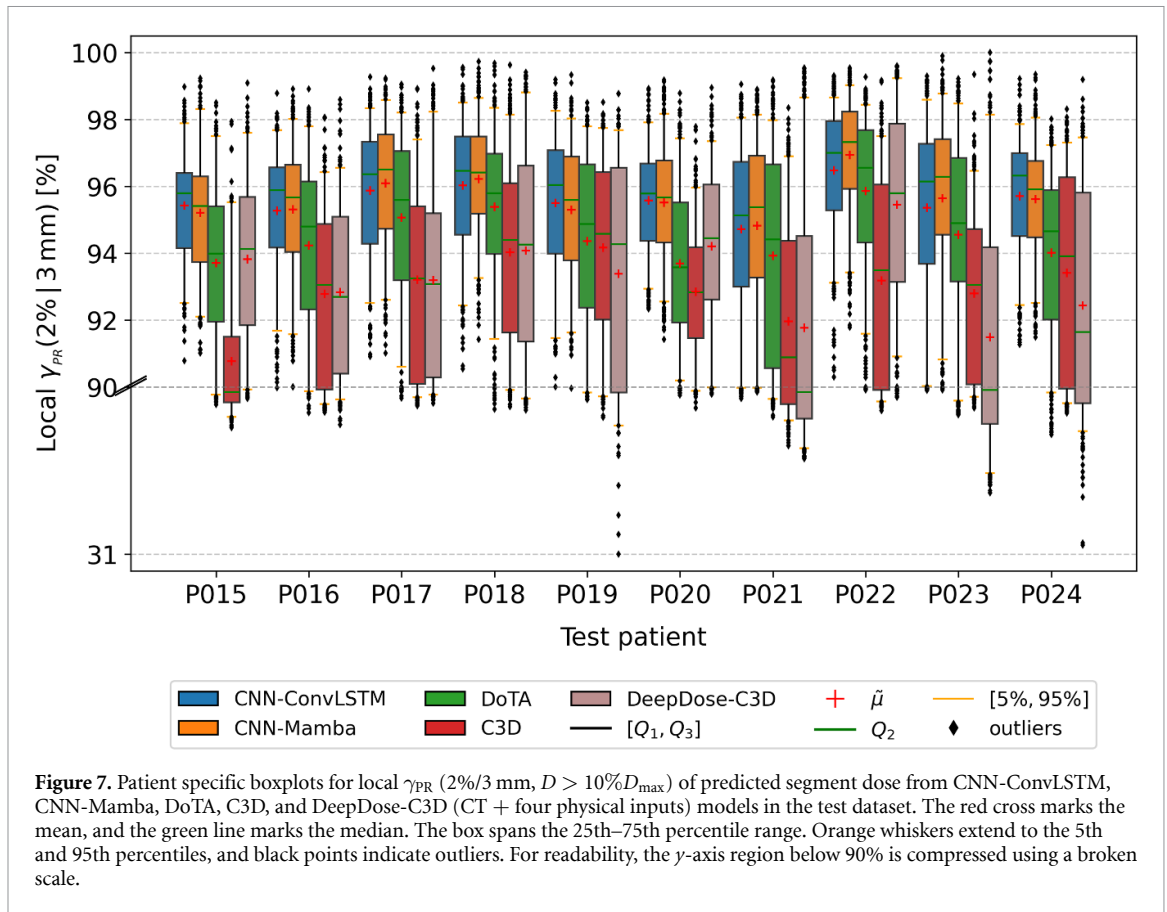 100
98
96
94
92
90
31
Local γPR (2% | 3 mm) [%]
P015 P016 P017 P018 P019 P020 P021 P022 P023 P024
Test patient
CNN-ConvLSTM DoTA DeepDose-C3D μ̃ [5%, 95%]
CNN-Mamba C3D [Q1, Q3] Q2 outliers
Figure 7. Patient specific boxplots for local γPR (2%/3 mm, D > 10%Dmax) of predicted segment dose from CNN-ConvLSTM,
CNN-Mamba, DoTA, C3D, and DeepDose-C3D (CT + four physical inputs) models in the test dataset. The red cross marks the
mean, and the green line marks the median. The box spans the 25th–75th percentile range. Orange whiskers extend to the 5th
and 95th percentiles, and black points indicate outliers. For readability, the y-axis region below 90% is compressed using a broken
scale.